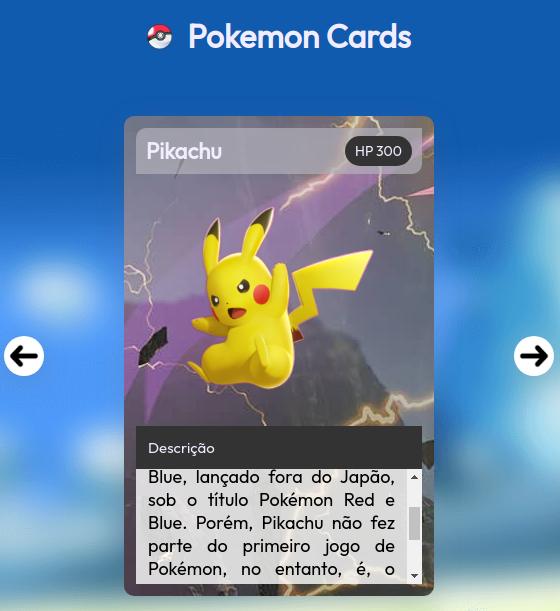 Pokemon Cards
Pikachu
HP 300
Descrição
Blue, lançado fora do Japão,
sob o título Pokémon Red e
Blue. Porém, Pikachu não fez
parte do primeiro jogo de
Pokémon, no entanto, é, o